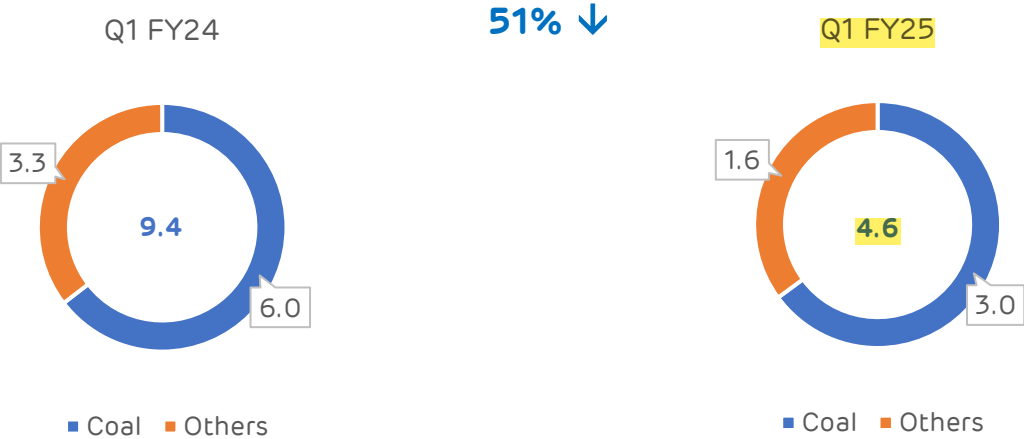 Q1 FY24
51% ↓
Q1 FY25
3.3
9.4
6.0
1.6
4.6
3.0
Coal
Others
Coal
Others